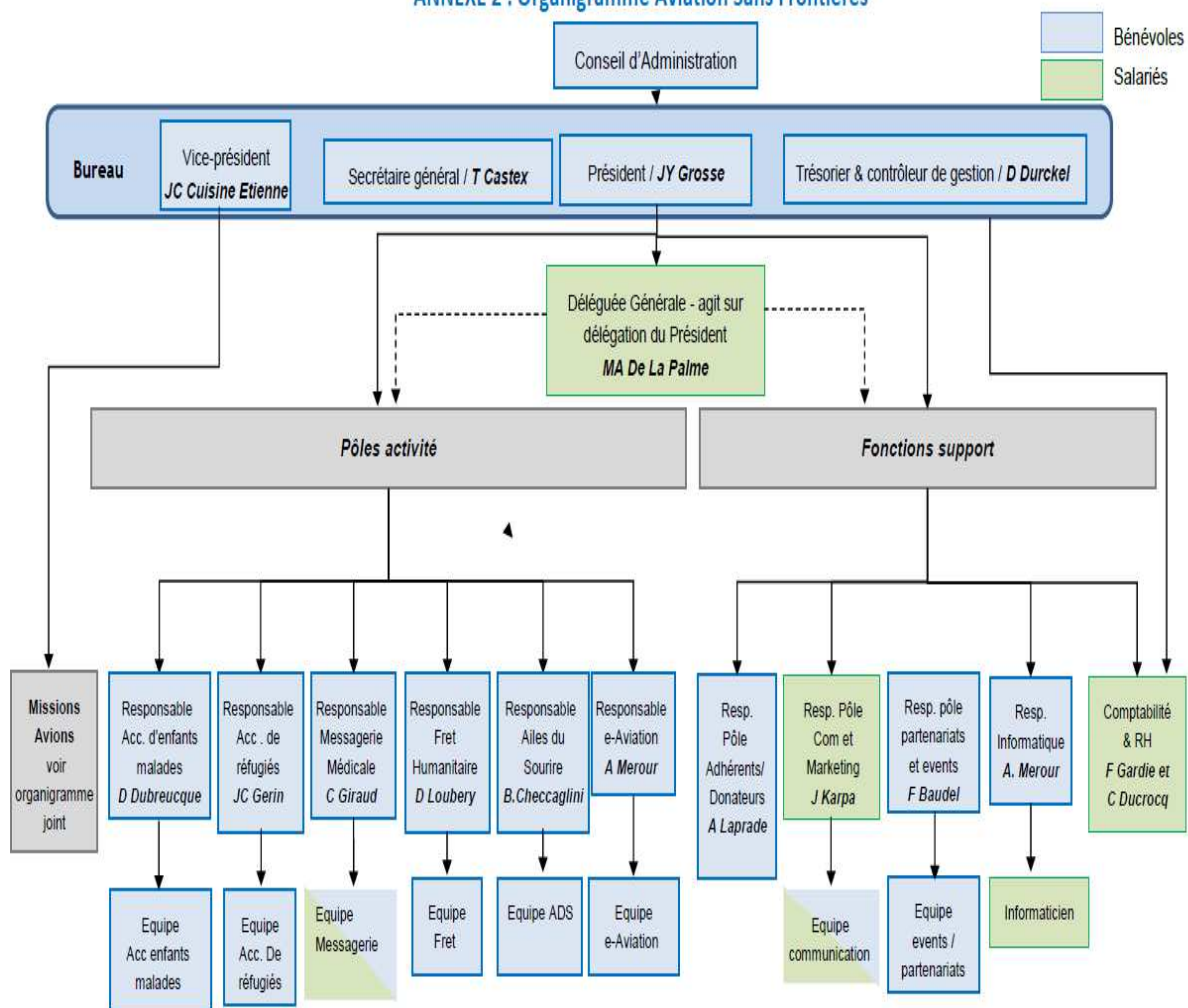 ANNEXE 2 : Organigramme Aviation Sans Frontières
Bénévoles
Salariés
Conseil d'Administration
Bureau
Vice-président
JC Cuisine Etienne
Secrétaire général / T Castex
Président / JY Grosse
Trésorier & contrôleur de gestion / D Durckel
Déléguée Générale - agit sur
délégation du Président
MA De La Palme
Pôles activité
Fonctions support
Missions
Avions
voir
organigramme
joint
Responsable
Acc. d'enfants
malades
D Dubreucque
Responsable
Acc . de
réfugiés
JC Gerin
Responsable
Messagerie
Médicale
C Giraud
Responsable
Fret
Humanitaire
D Loubery
Responsable
Ailes du
Sourire
B.Checcaglini
Responsable
e-Aviation
A Merour
Resp.
Pôle
Adhérents/
Donateurs
A Laprade
Resp. Pôle
Com et
Marketing
J Karpa
Resp. pôle
partenariats
et events
F Baudel
Resp.
Informatique
A. Merour
Comptabilité
& RH
F Gardie et
C Ducrocq
Equipe
Acc enfants
malades
Equipe
Acc. De
réfugiés
Equipe
Messagerie
Equipe
Fret
Equipe ADS
Equipe
e-Aviation
Equipe
communication
Equipe
events /
partenariats
Informaticien